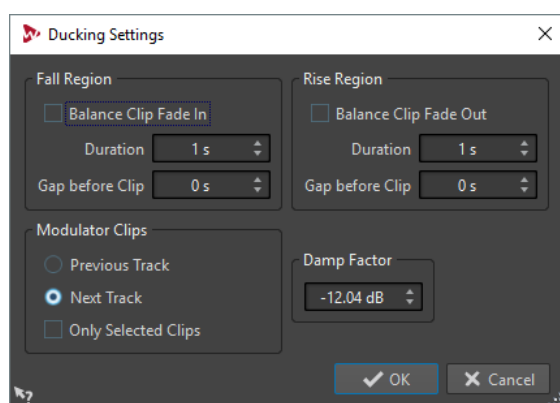 Ducking Settings
Fall Region
Balance Clip Fade In
Duration 1 s
Gap before Clip 0 s
Rise Region
Balance Clip Fade Out
Duration 1 s
Gap before Clip 0 s
Modulator Clips
Previous Track
Next Track
Only Selected Clips
Damp Factor
-12.04 dB
OK
Cancel
?